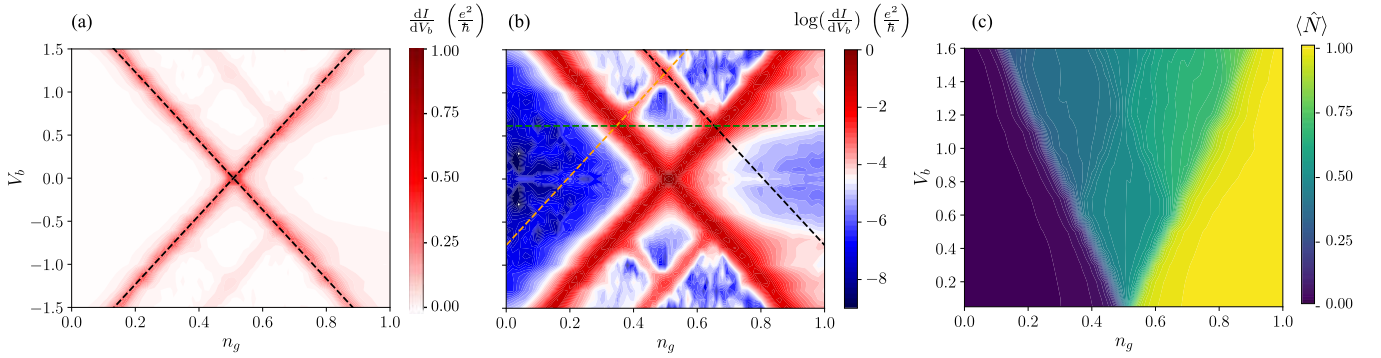 (a)
dI/dV_b (e²/ħ)
1.5
1.0
0.5
0.0
−0.5
−1.0
−1.5
V_b
0.0 0.2 0.4 0.6 0.8 1.0
n_g
1.00
0.75
0.50
0.25
0.00
(b)
log(dI/dV_b) (e²/ħ)
0.0 0.2 0.4 0.6 0.8 1.0
n_g
0
−2
−4
−6
−8
(c)
⟨N̂⟩
1.6
1.4
1.2
1.0
0.8
0.6
0.4
0.2
V_b
0.0 0.2 0.4 0.6 0.8 1.0
n_g
1.00
0.75
0.50
0.25
0.00